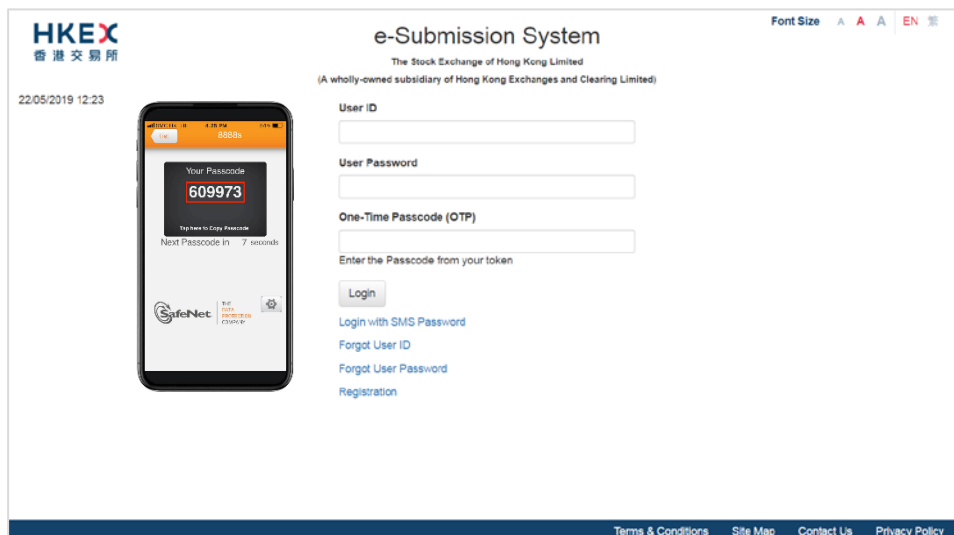 HKEX
香港交易所
Font Size A A A EN 繁
e-Submission System
The Stock Exchange of Hong Kong Limited
(A wholly-owned subsidiary of Hong Kong Exchanges and Clearing Limited)
22/05/2019 12:23
4:28 PM
8888s
Your Passcode
609973
Tap here to Copy Passcode
Next Passcode in 7 seconds
SafeNet
THE
DATA
PROTECTION
COMPANY
User ID
User Password
One-Time Passcode (OTP)
Enter the Passcode from your token
Login
Login with SMS Password
Forgot User ID
Forgot User Password
Registration
Terms & Conditions Site Map Contact Us Privacy Policy